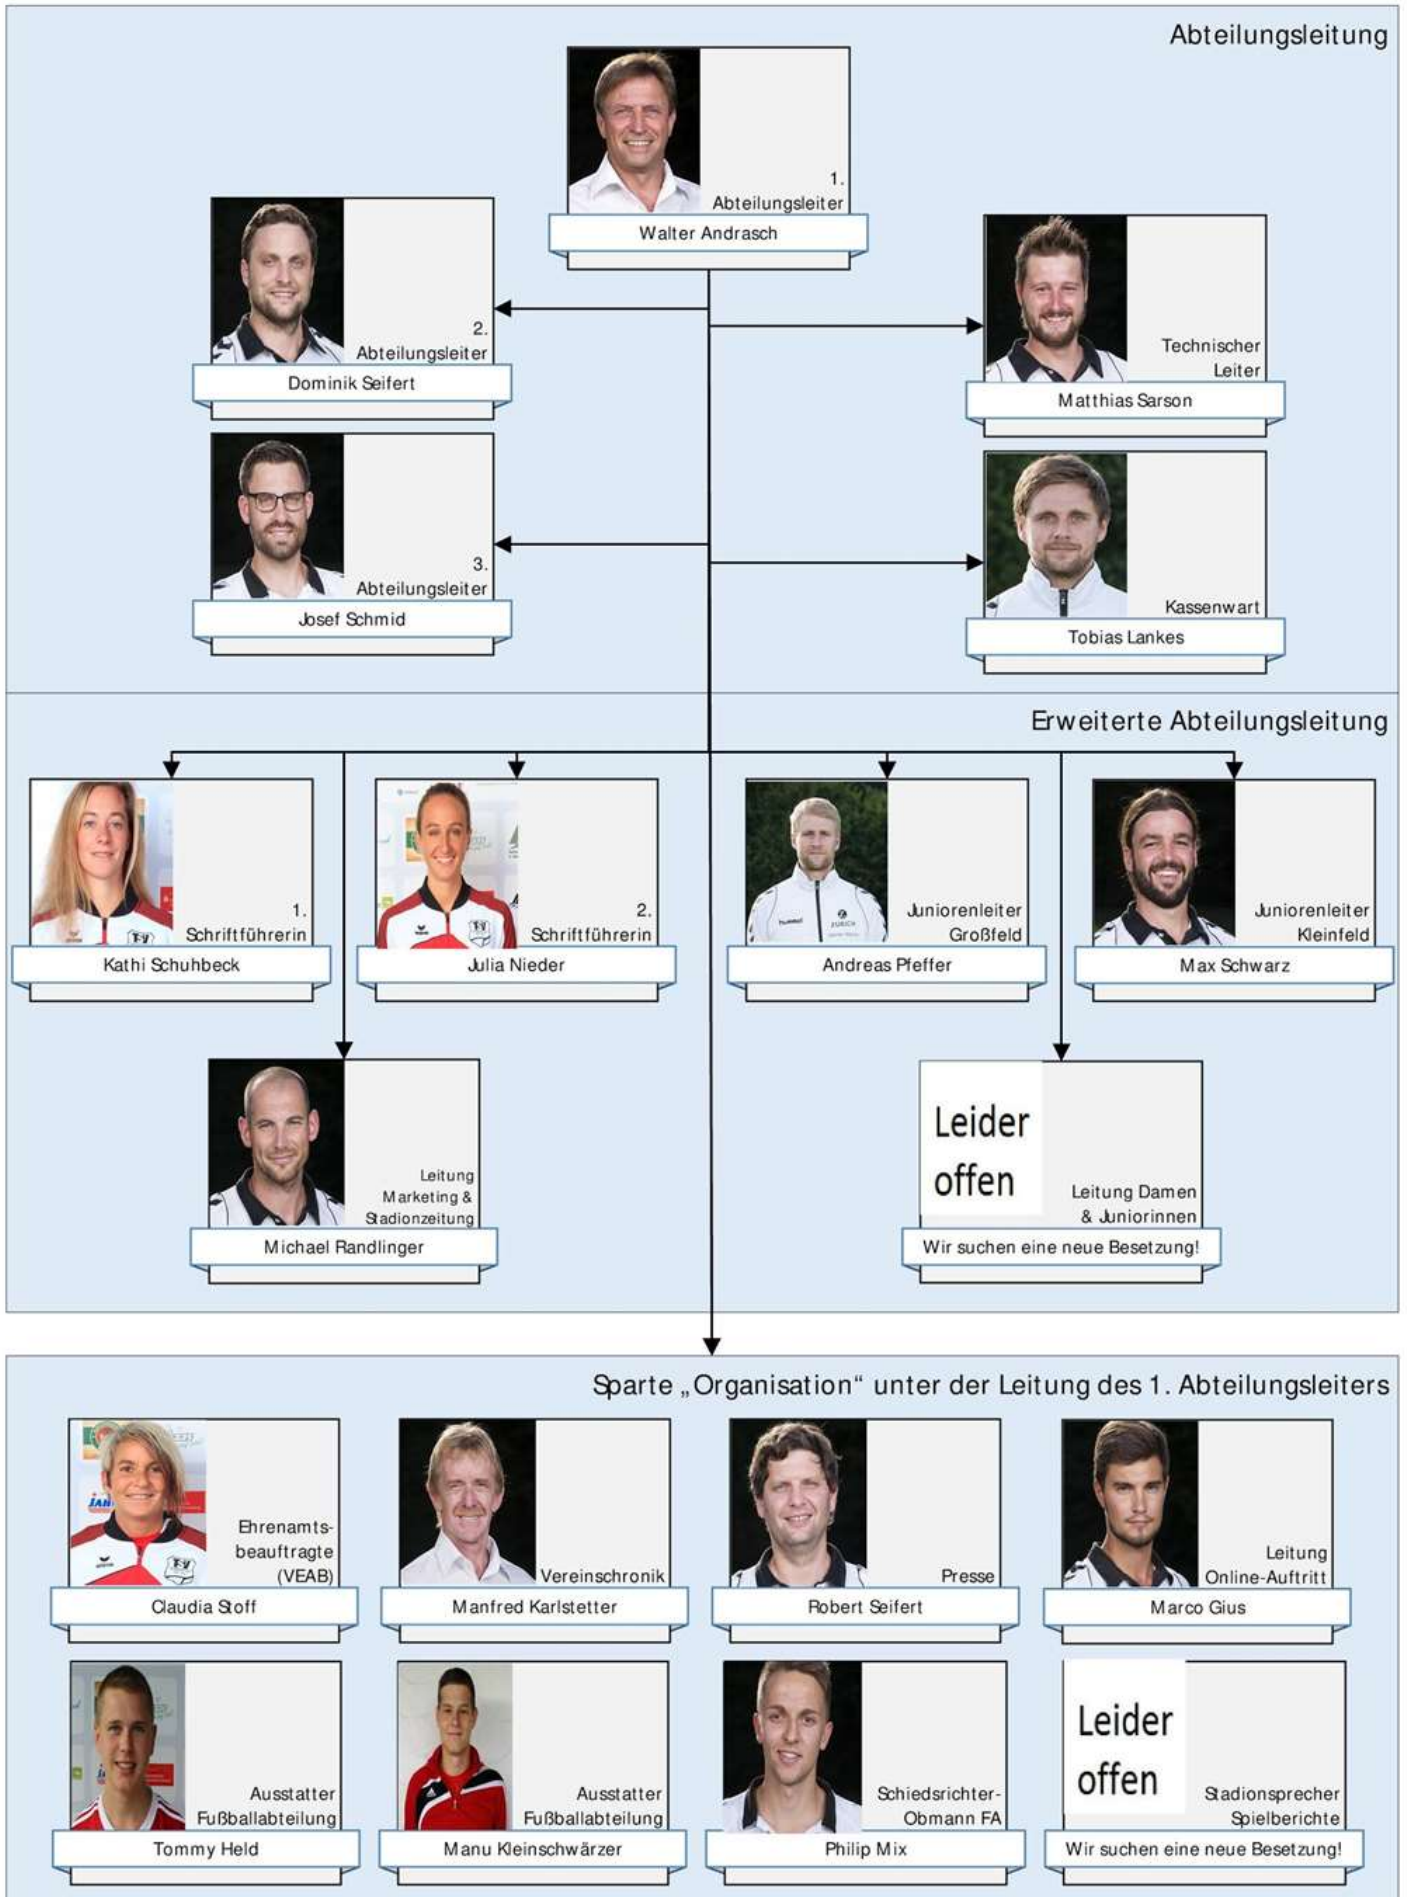 Abteilungsleitung
1.
Abteilungsleiter
Walter Andrasch
2.
Abteilungsleiter
Dominik Seifert
Technischer
Leiter
Matthias Sarson
3.
Abteilungsleiter
Josef Schmid
Kassenwart
Tobias Lankes
Erweiterte Abteilungsleitung
1.
Schriftführerin
Kathi Schuhbeck
2.
Schriftführerin
Julia Nieder
hummel
ZURICH
Juniorenleiter
Großfeld
Andreas Pfeffer
Juniorenleiter
Kleinfeld
Max Schwarz
Leitung
Marketing &
Stadionzeitung
Michael Randlinger
Leider
offen
Leitung Damen
& Juniorinnen
Wir suchen eine neue Besetzung!
Sparte „Organisation“ unter der Leitung des 1. Abteilungsleiters
Ehrenamts-
beauftragte
(VEAB)
Claudia Stoff
Vereinschronik
Manfred Karlstetter
Presse
Robert Seifert
Leitung
Online-Auftritt
Marco Gius
Ausstatter
Fußballabteilung
Tommy Held
Ausstatter
Fußballabteilung
Manu Kleinschwärzer
Schiedsrichter-
Obmann FA
Philip Mix
Leider
offen
Stadionsprecher
Spielberichte
Wir suchen eine neue Besetzung!